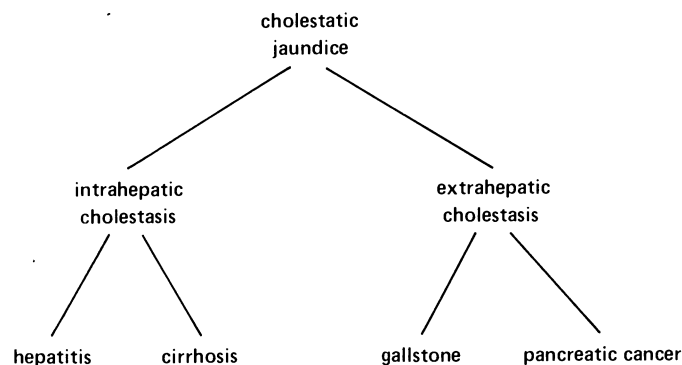 cholestatic
jaundice
intrahepatic
cholestasis
extrahepatic
cholestasis
hepatitis
cirrhosis
gallstone
pancreatic cancer